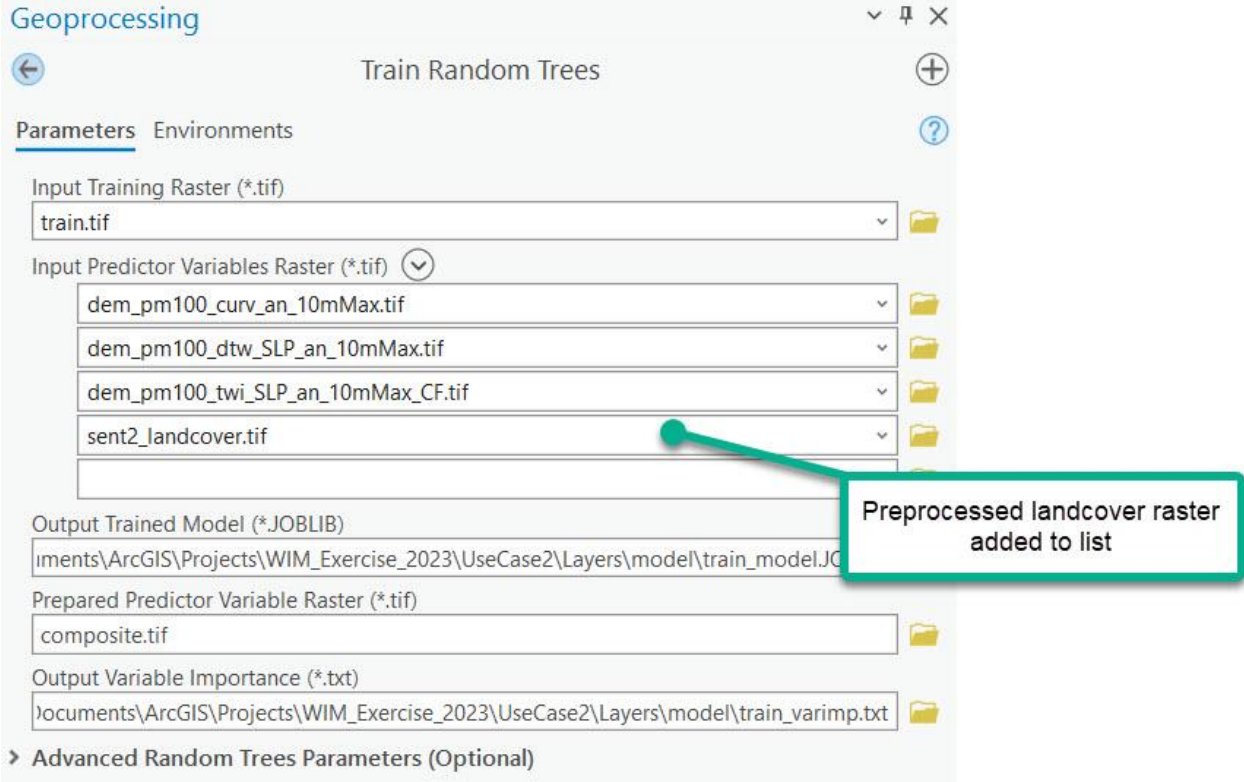 Geoprocessing
Train Random Trees
Parameters Environments
Input Training Raster (*.tif)
train.tif
Input Predictor Variables Raster (*.tif)
dem_pm100_curv_an_10mMax.tif
dem_pm100_dtw_SLP_an_10mMax.tif
dem_pm100_twi_SLP_an_10mMax_CF.tif
sent2_landcover.tif
Preprocessed landcover raster
added to list
Output Trained Model (*.JOBLIB)
ıments\ArcGIS\Projects\WIM_Exercise_2023\UseCase2\Layers\model\train_model.JO
Prepared Predictor Variable Raster (*.tif)
composite.tif
Output Variable Importance (*.txt)
ocuments\ArcGIS\Projects\WIM_Exercise_2023\UseCase2\Layers\model\train_varimp.txt
Advanced Random Trees Parameters (Optional)